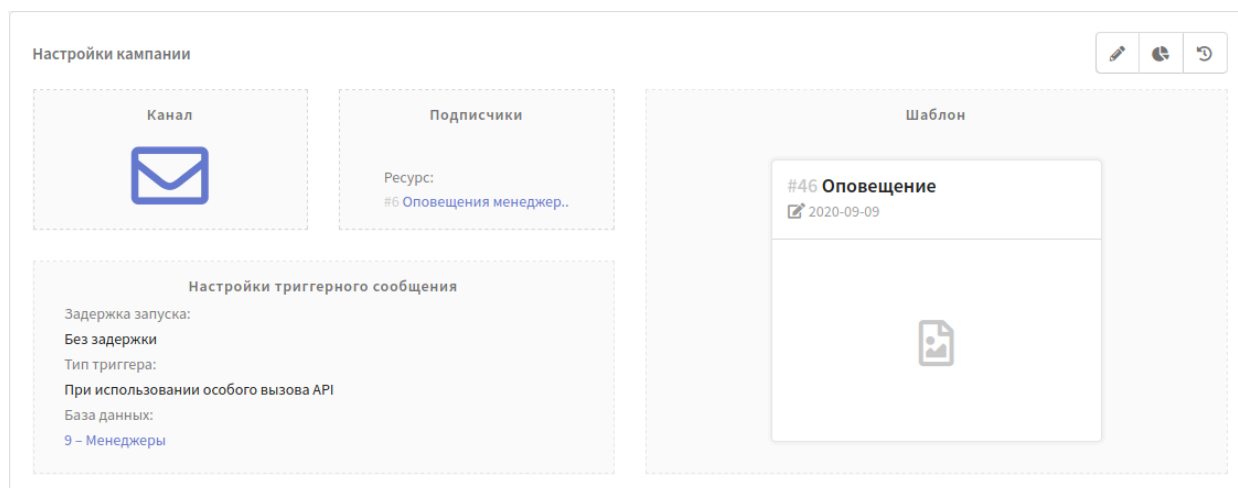 Настройки кампании
Канал
Подписчики
Ресурс:
#6 Оповещения менеджер..
Настройки триггерного сообщения
Задержка запуска:
Без задержки
Тип триггера:
При использовании особого вызова API
База данных:
9 – Менеджеры
Шаблон
#46 Оповещение
2020-09-09